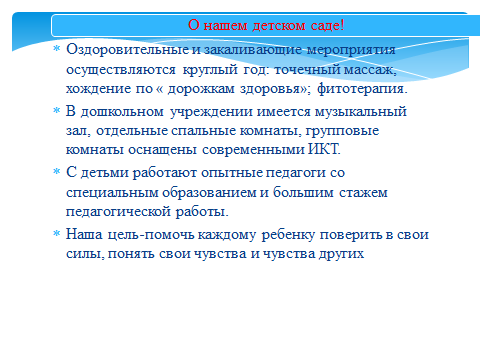 О нашем детском саде!
* Оздоровительные и закаливающие мероприятия
осуществляются круглый год: точечный массаж,
хождение по « дорожкам здоровья»; фитотерапия.
* В дошкольном учреждении имеется музыкальный
зал, отдельные спальные комнаты, групповые
комнаты оснащены современными ИКТ.
* С детьми работают опытные педагоги со
специальным образованием и большим стажем
педагогической работы.
* Наша цель-помочь каждому ребенку поверить в свои
силы, понять свои чувства и чувства других